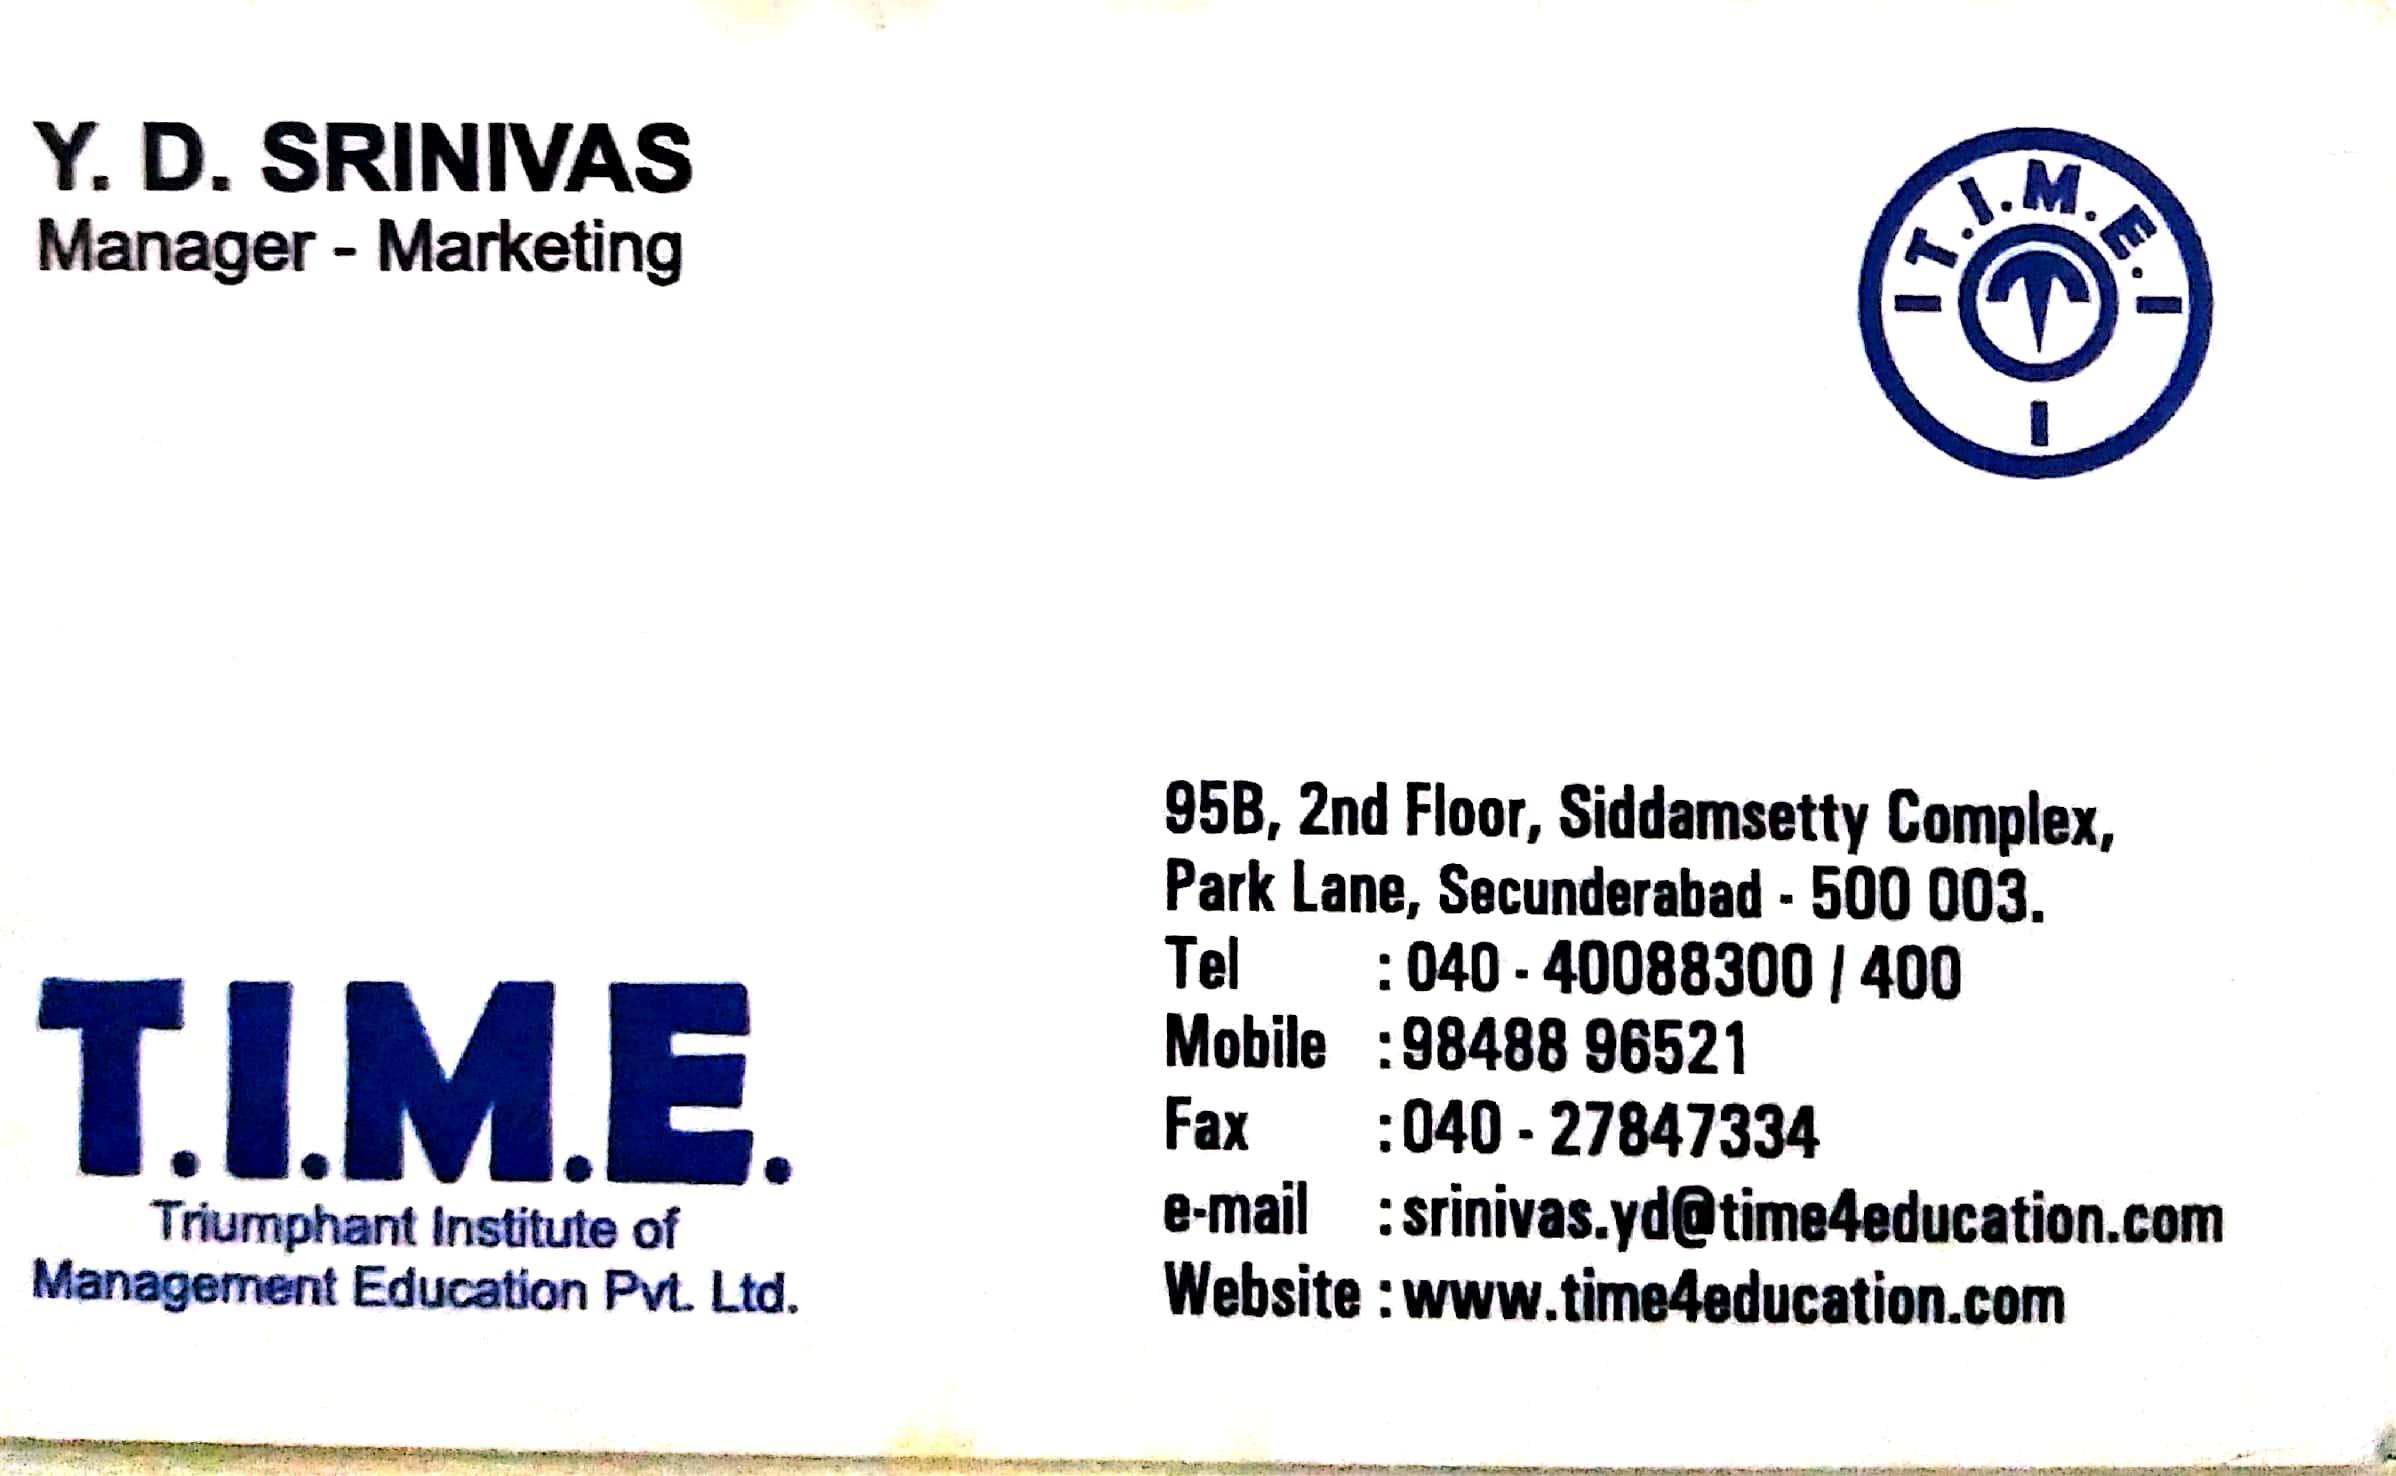 Y. D. SRINIVAS
Manager - Marketing
T.I.M.E.
T.I.M.E.
Triumphant Institute of
Management Education Pvt. Ltd.
95B, 2nd Floor, Siddamsetty Complex,
Park Lane, Secunderabad - 500 003.
Tel : 040 - 40088300 / 400
Mobile : 98488 96521
Fax : 040 - 27847334
e-mail : srinivas.yd@time4education.com
Website : www.time4education.com